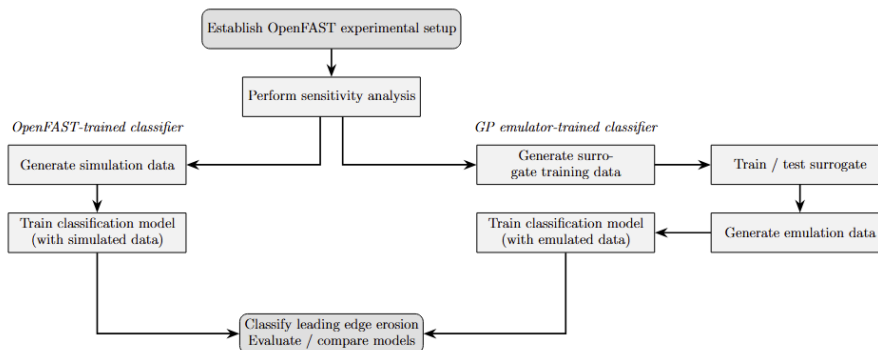 Establish OpenFAST experimental setup
Perform sensitivity analysis
OpenFAST-trained classifier
GP emulator-trained classifier
Generate simulation data
Generate surro-
gate training data
Train / test surrogate
Train classification model
(with simulated data)
Train classification model
(with emulated data)
Generate emulation data
Classify leading edge erosion
Evaluate / compare models